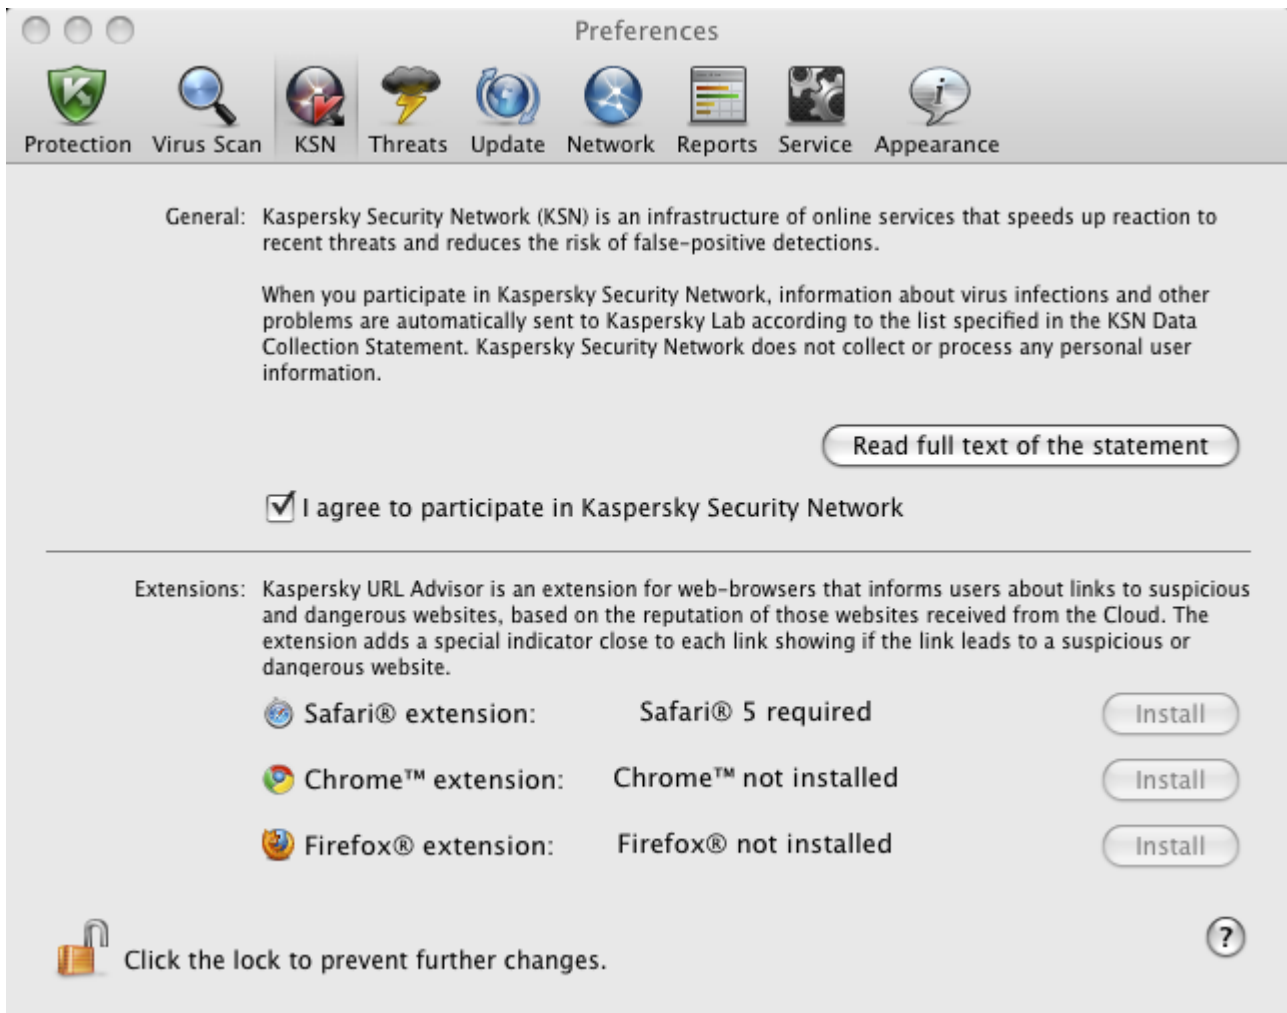 Preferences
Protection Virus Scan KSN Threats Update Network Reports Service Appearance
General: Kaspersky Security Network (KSN) is an infrastructure of online services that speeds up reaction to
recent threats and reduces the risk of false-positive detections.
When you participate in Kaspersky Security Network, information about virus infections and other
problems are automatically sent to Kaspersky Lab according to the list specified in the KSN Data
Collection Statement. Kaspersky Security Network does not collect or process any personal user
information.
Read full text of the statement
I agree to participate in Kaspersky Security Network
Extensions: Kaspersky URL Advisor is an extension for web-browsers that informs users about links to suspicious
and dangerous websites, based on the reputation of those websites received from the Cloud. The
extension adds a special indicator close to each link showing if the link leads to a suspicious or
dangerous website.
Safari® extension: Safari® 5 required Install
Chrome™ extension: Chrome™ not installed Install
Firefox® extension: Firefox® not installed Install
?
Click the lock to prevent further changes.